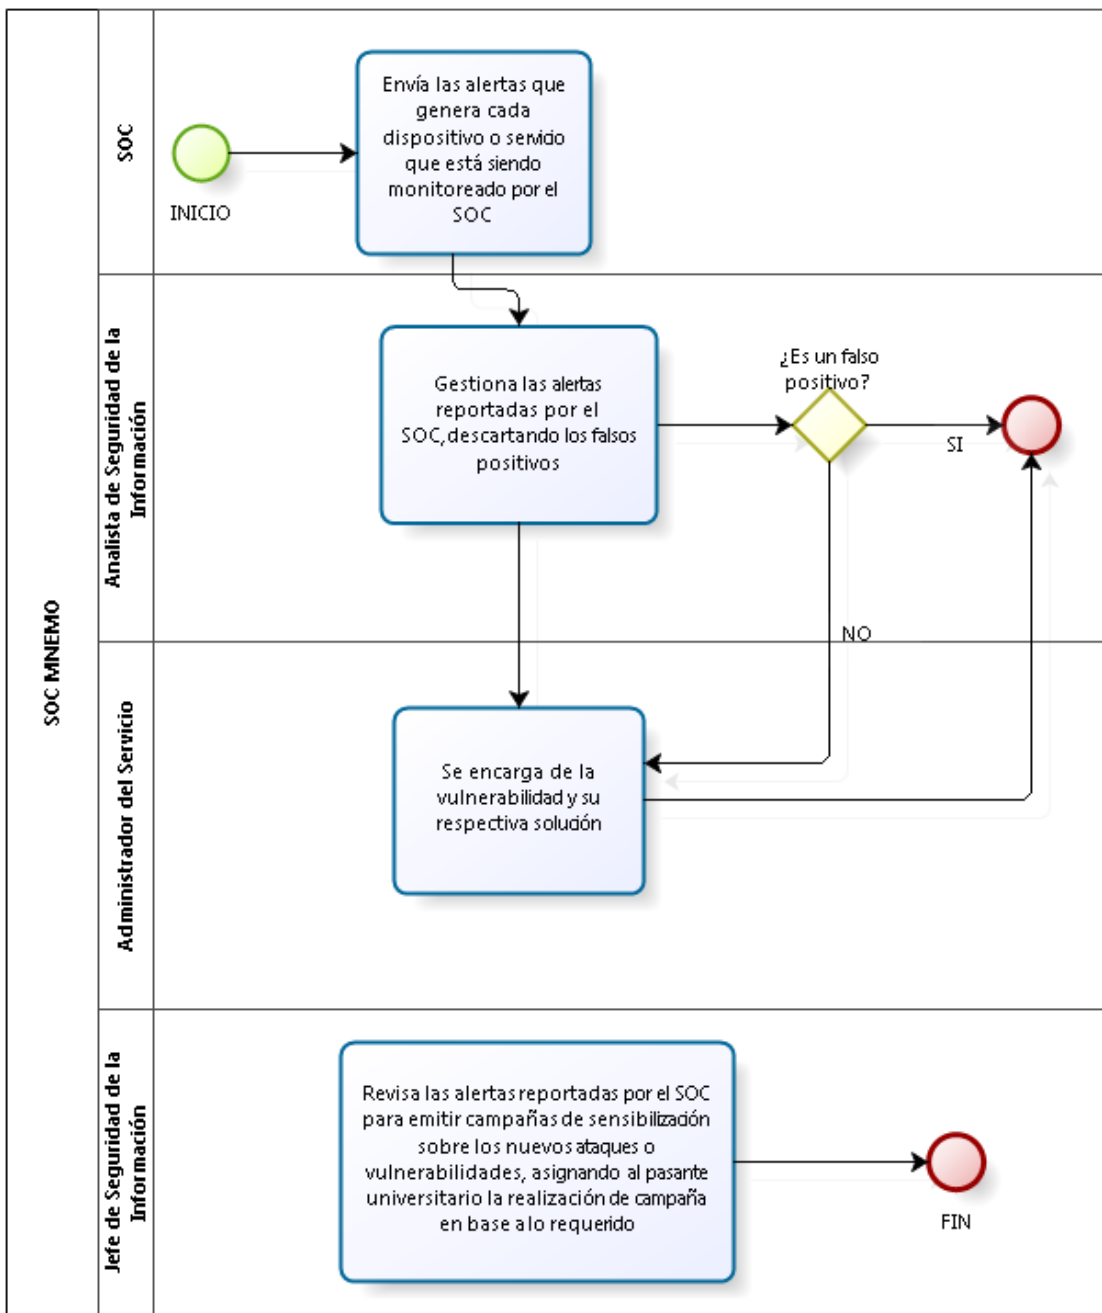 SOC MNEMO
SOC
INICIO
Envía las alertas que
genera cada
dispositivo o servicio
que está siendo
monitoreado por el
SOC
Analista de Seguridad de la
Información
Gestiona las alertas
reportadas por el
SOC, descartando los falsos
positivos
¿Es un falso
positivo?
SI
NO
Administrador del Servicio
Se encarga de la
vulnerabilidad y su
respectiva solución
Jefe de Seguridad de la
Información
Revisa las alertas reportadas por el SOC
para emitir campañas de sensibilización
sobre los nuevos ataques o
vulnerabilidades, asignando al pasante
universitario la realización de campaña
en base a lo requerido
FIN